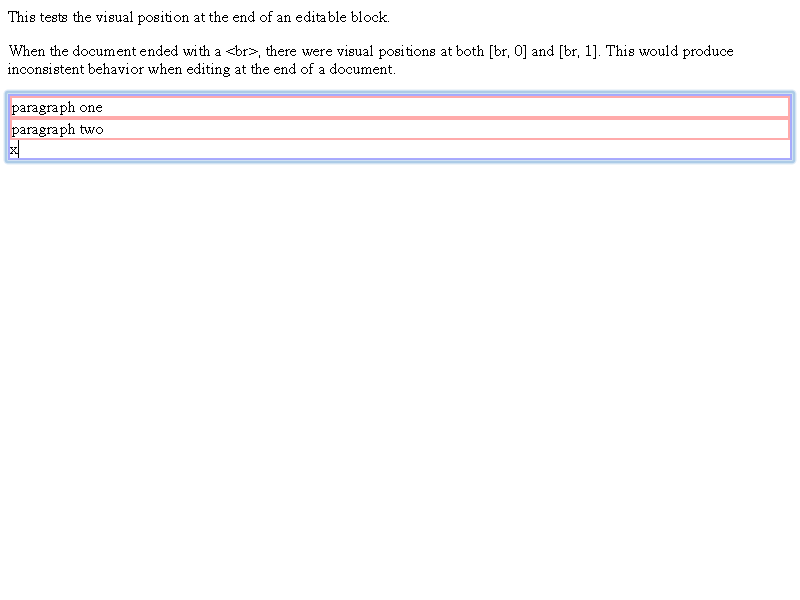 This tests the visual position at the end of an editable block.
When the document ended with a <br>, there were visual positions at both [br, 0] and [br, 1]. This would produce
inconsistent behavior when editing at the end of a document.
paragraph one
paragraph two
x